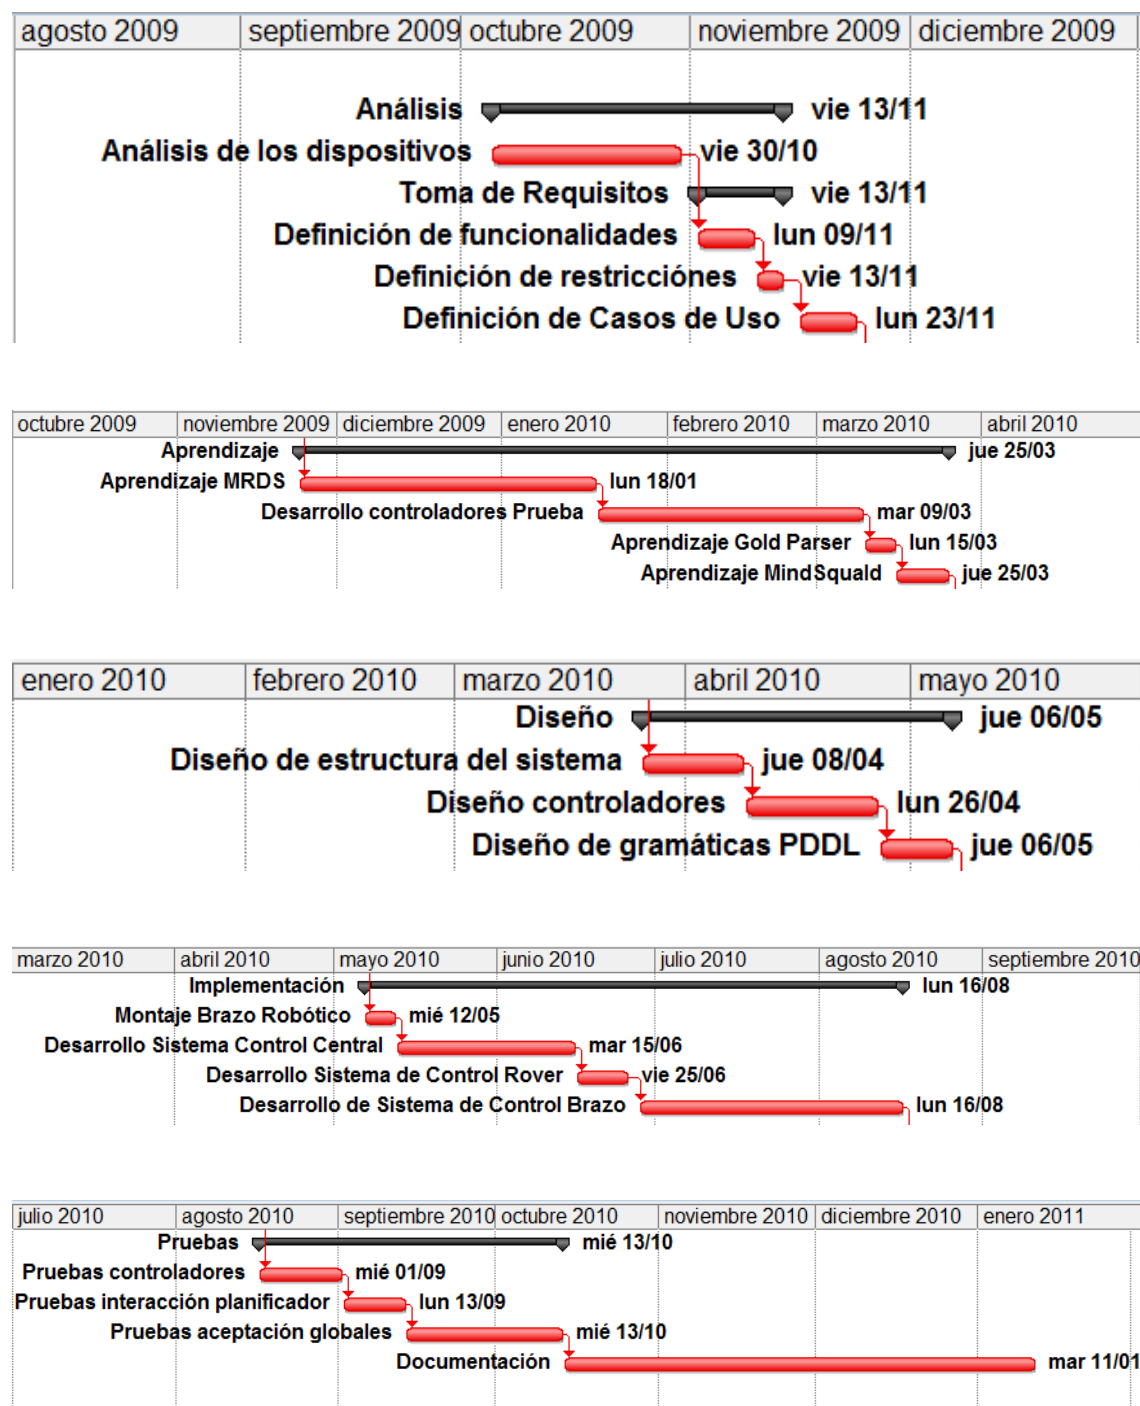 agosto 2009 septiembre 2009 octubre 2009 noviembre 2009 diciembre 2009
Análisis vie 13/11
Análisis de los dispositivos vie 30/10
Toma de Requisitos vie 13/11
Definición de funcionalidades lun 09/11
Definición de restricciónes vie 13/11
Definición de Casos de Uso lun 23/11
octubre 2009 noviembre 2009 diciembre 2009 enero 2010 febrero 2010 marzo 2010 abril 2010
Aprendizaje jue 25/03
Aprendizaje MRDS lun 18/01
Desarrollo controladores Prueba mar 09/03
Aprendizaje Gold Parser lun 15/03
Aprendizaje MindSquald jue 25/03
enero 2010 febrero 2010 marzo 2010 abril 2010 mayo 2010
Diseño jue 06/05
Diseño de estructura del sistema jue 08/04
Diseño controladores lun 26/04
Diseño de gramáticas PDDL jue 06/05
marzo 2010 abril 2010 mayo 2010 junio 2010 julio 2010 agosto 2010 septiembre 2010
Implementación lun 16/08
Montaje Brazo Robótico mié 12/05
Desarrollo Sistema Control Central mar 15/06
Desarrollo Sistema de Control Rover vie 25/06
Desarrollo de Sistema de Control Brazo lun 16/08
julio 2010 agosto 2010 septiembre 2010 octubre 2010 noviembre 2010 diciembre 2010 enero 2011
Pruebas mié 13/10
Pruebas controladores mié 01/09
Pruebas interacción planificador lun 13/09
Pruebas aceptación globales mié 13/10
Documentación mar 11/01